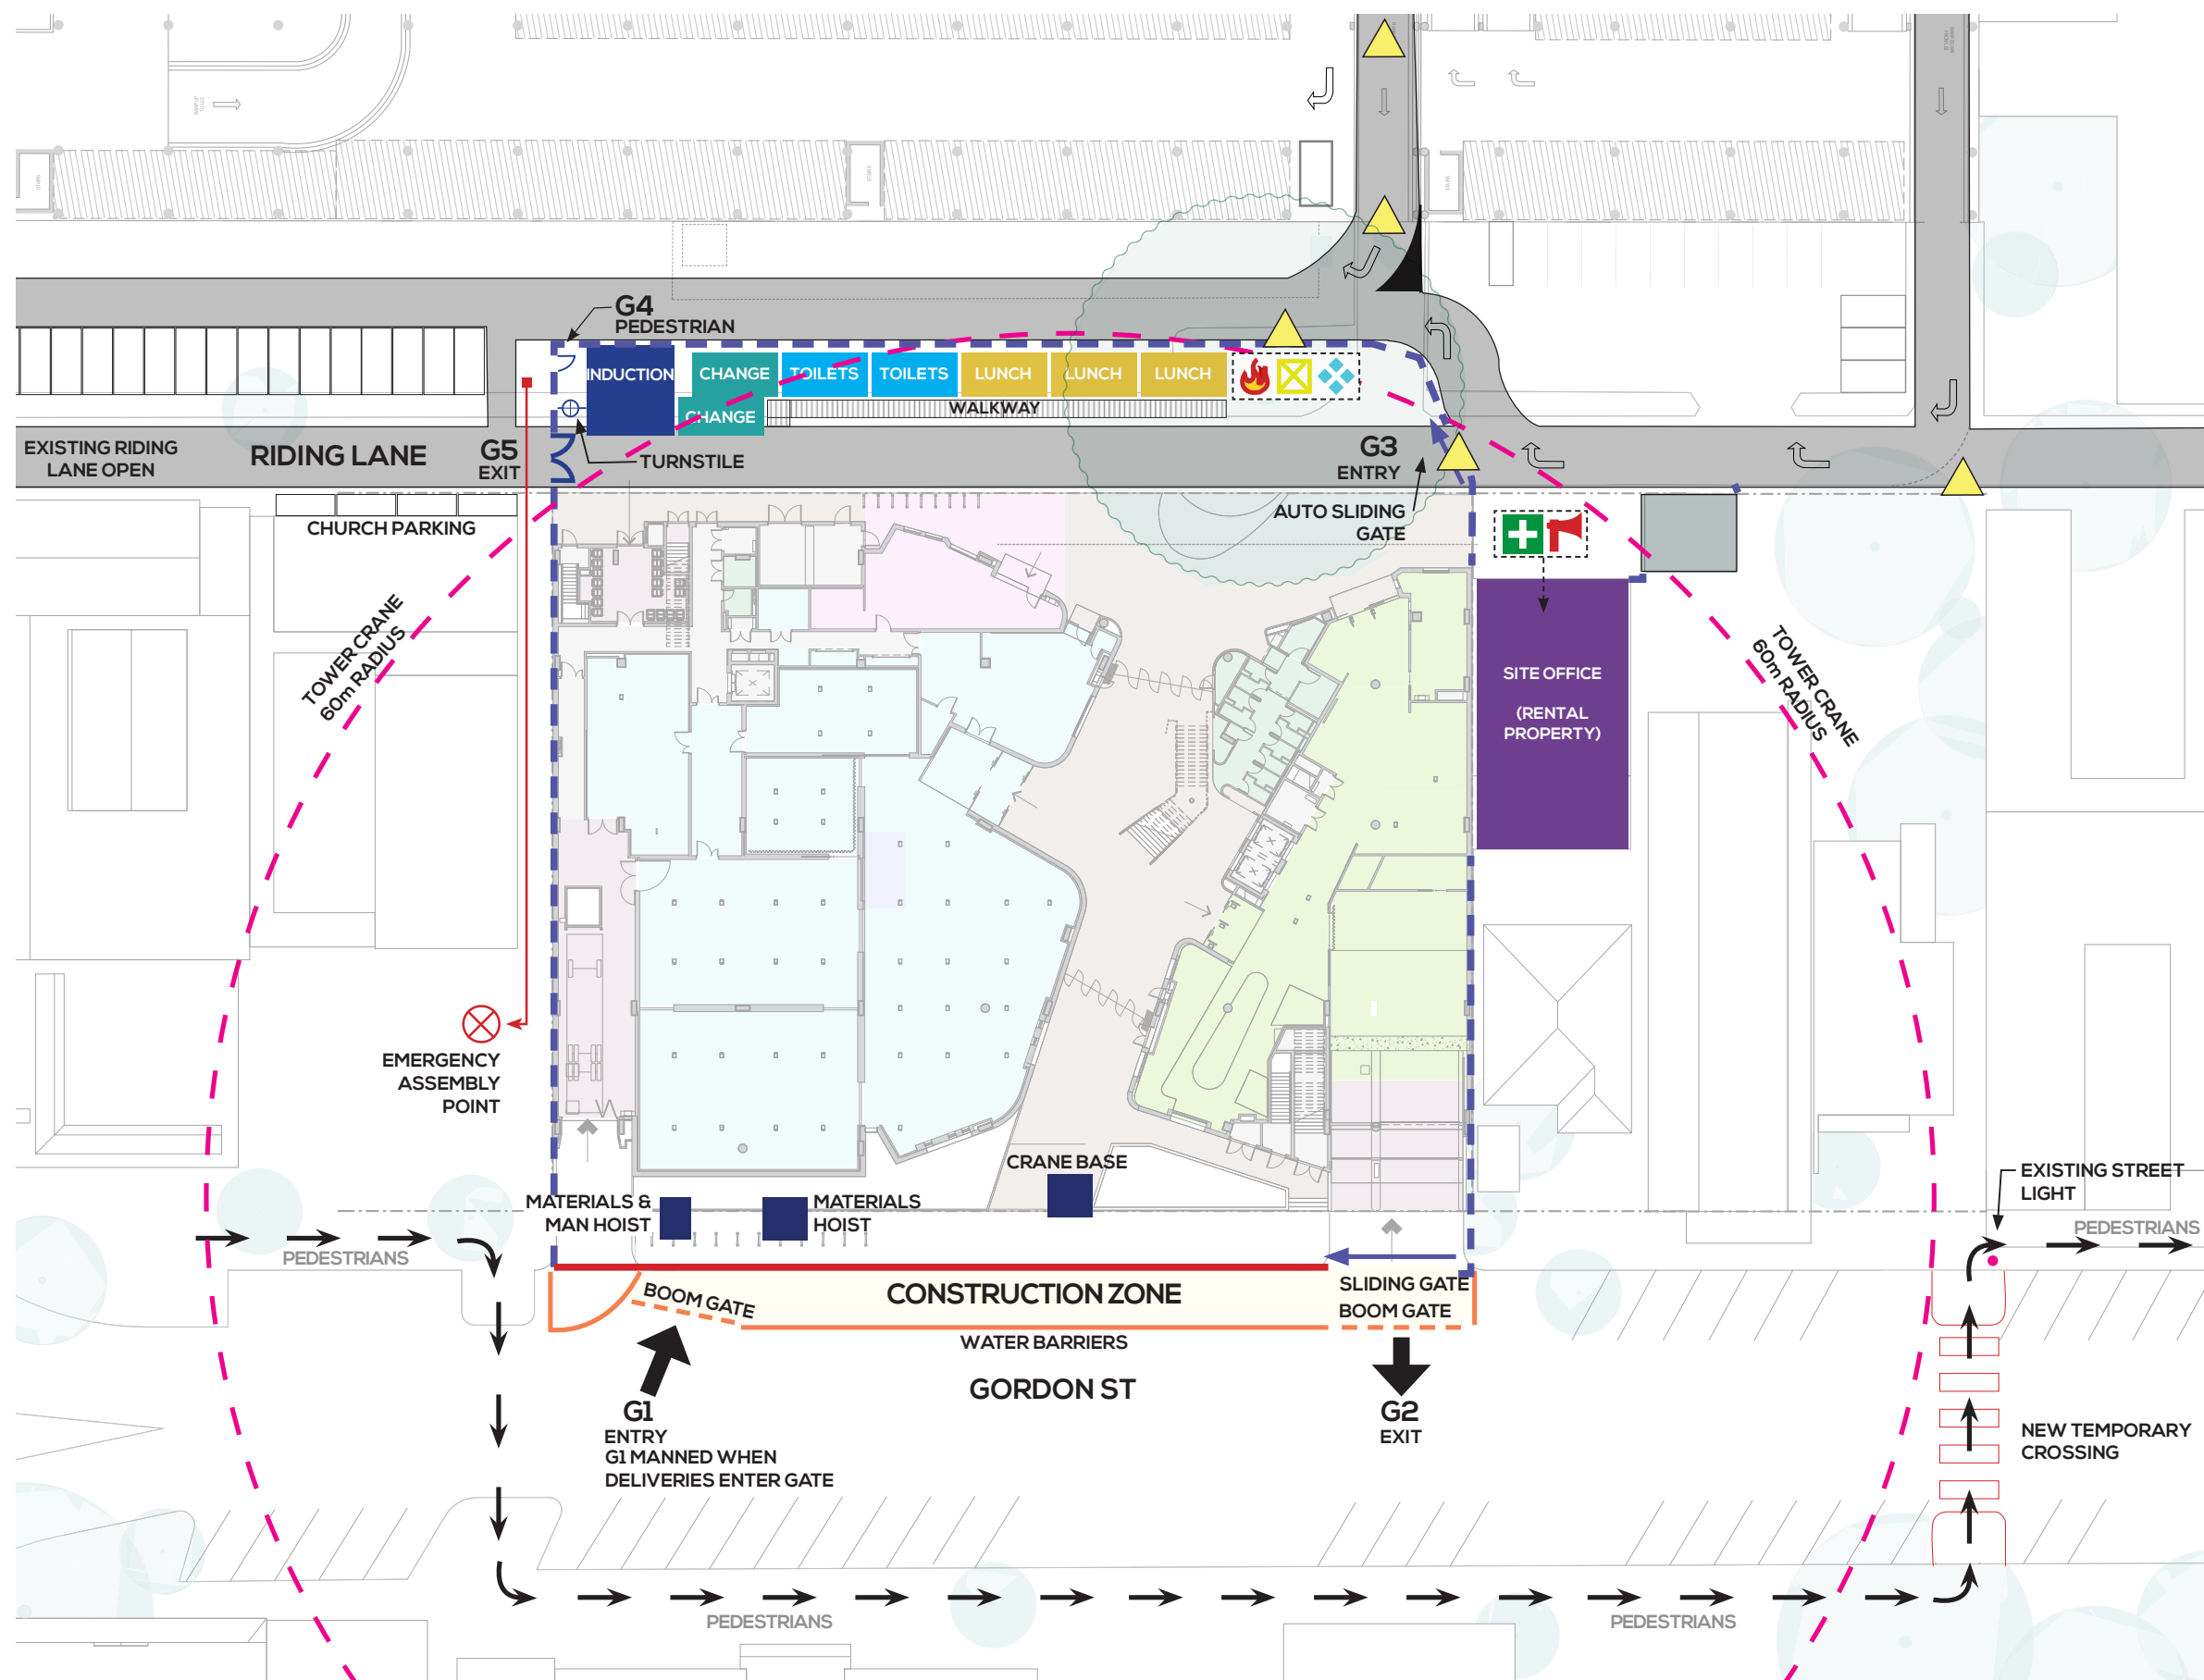 G4
PEDESTRIAN
INDUCTION
CHANGE
TOILETS
TOILETS
LUNCH
LUNCH
LUNCH
CHANGE
WALKWAY
EXISTING RIDING
LANE OPEN
RIDING LANE
G5
EXIT
TURNSTILE
G3
ENTRY
AUTO SLIDING
GATE
CHURCH PARKING
TOWER CRANE
60m RADIUS
SITE OFFICE
(RENTAL
PROPERTY)
TOWER CRANE
60m RADIUS
EMERGENCY
ASSEMBLY
POINT
CRANE BASE
MATERIALS &
MAN HOIST
MATERIALS
HOIST
EXISTING STREET
LIGHT
PEDESTRIANS
PEDESTRIANS
BOOM GATE
CONSTRUCTION ZONE
SLIDING GATE
BOOM GATE
WATER BARRIERS
GORDON ST
G1
ENTRY
G1 MANNED WHEN
DELIVERIES ENTER GATE
G2
EXIT
NEW TEMPORARY
CROSSING
PEDESTRIANS
PEDESTRIANS